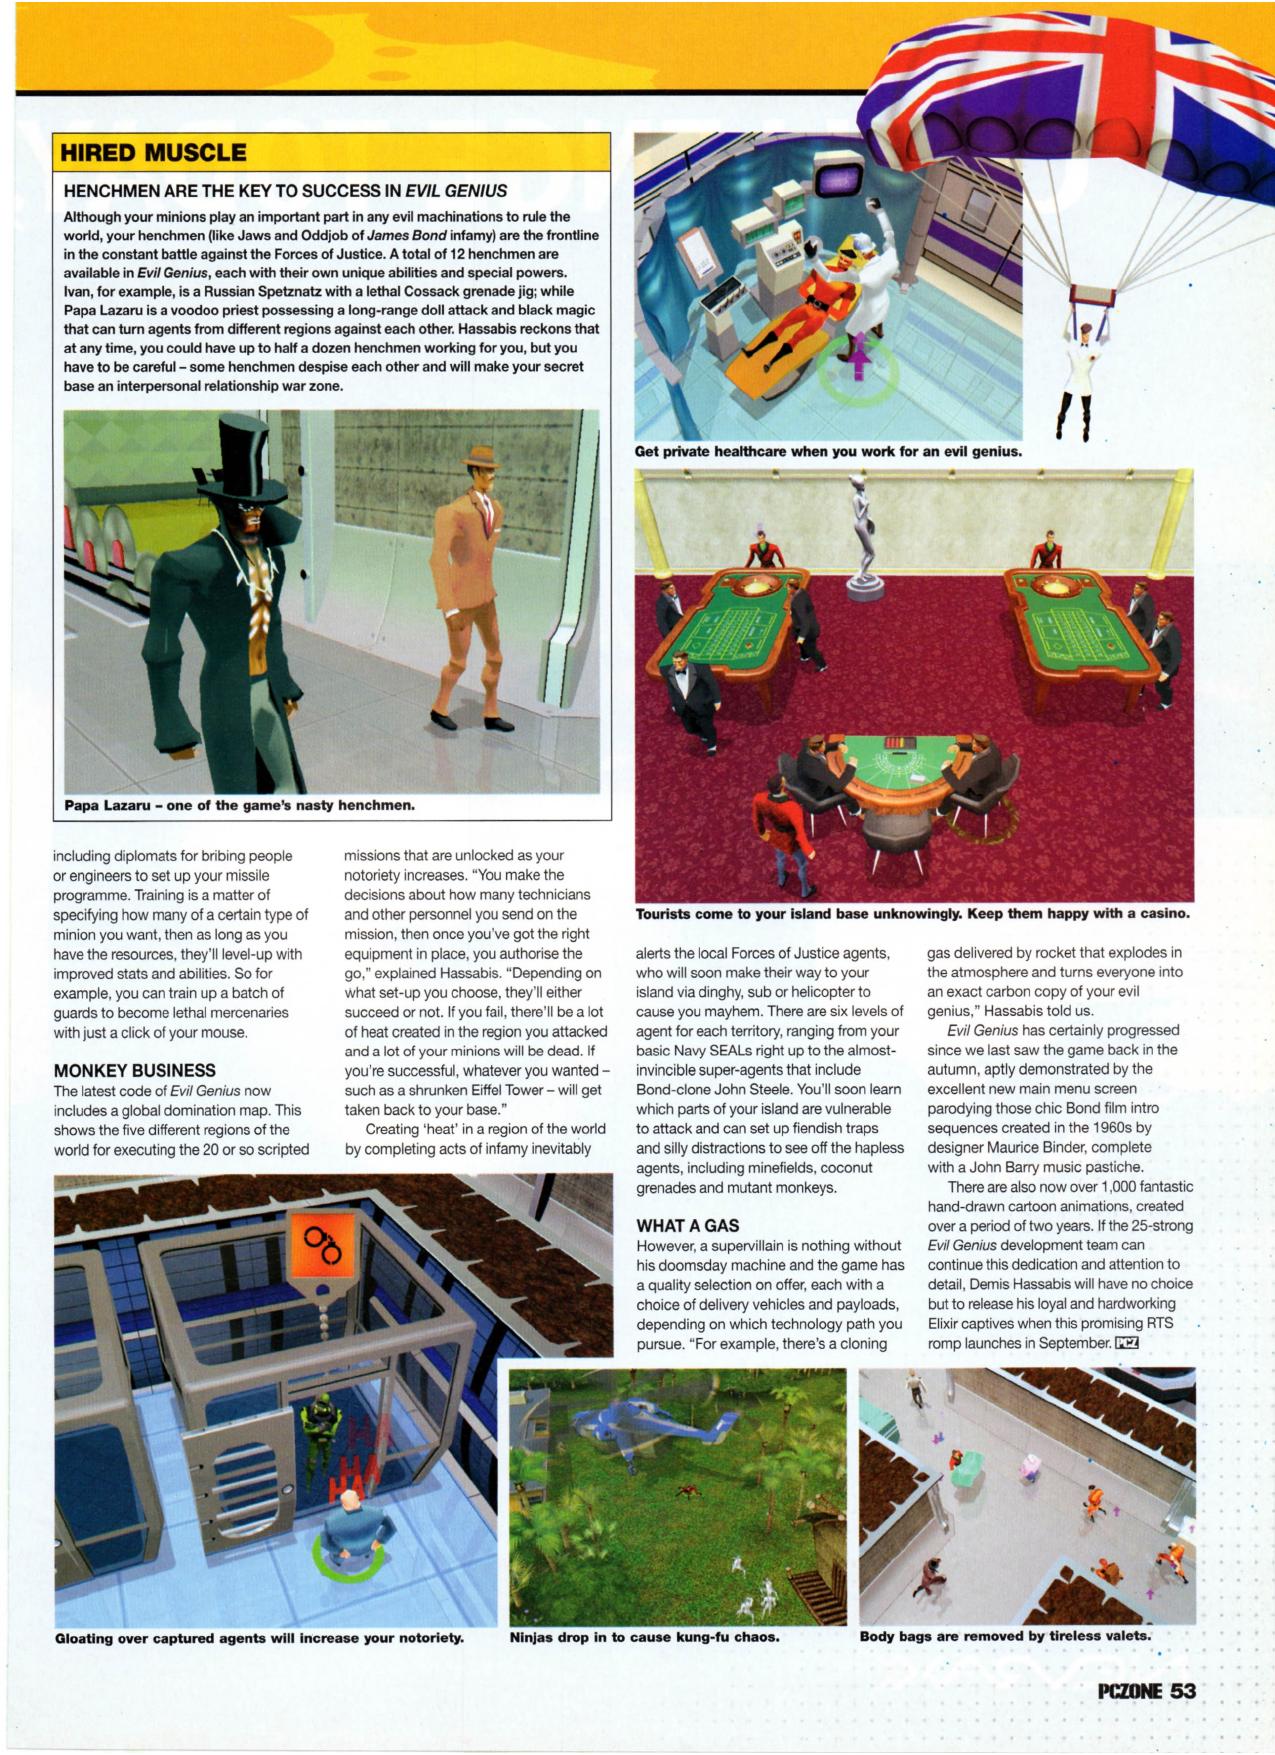 HIRED MUSCLE
HENCHMEN ARE THE KEY TO SUCCESS IN EVIL GENIUS
Although your minions play an important part in any evil machinations to rule the
world, your henchmen (like Jaws and Oddjob of James Bond infamy) are the frontline
in the constant battle against the Forces of Justice. A total of 12 henchmen are
available in Evil Genius, each with their own unique abilities and special powers.
Ivan, for example, is a Russian Spetznatz with a lethal Cossack grenade jig; while
Papa Lazaru is a voodoo priest possessing a long-range doll attack and black magic
that can turn agents from different regions against each other. Hassabis reckons that
at any time, you could have up to half a dozen henchmen working for you, but you
have to be careful – some henchmen despise each other and will make your secret
base an interpersonal relationship war zone.
Papa Lazaru – one of the game's nasty henchmen.
Get private healthcare when you work for an evil genius.
Tourists come to your island base unknowingly. Keep them happy with a casino.
including diplomats for bribing people
or engineers to set up your missile
programme. Training is a matter of
specifying how many of a certain type of
minion you want, then as long as you
have the resources, they'll level-up with
improved stats and abilities. So for
example, you can train up a batch of
guards to become lethal mercenaries
with just a click of your mouse.
MONKEY BUSINESS
The latest code of Evil Genius now
includes a global domination map. This
shows the five different regions of the
world for executing the 20 or so scripted
missions that are unlocked as your
notoriety increases. “You make the
decisions about how many technicians
and other personnel you send on the
mission, then once you've got the right
equipment in place, you authorise the
go,” explained Hassabis. “Depending on
what set-up you choose, they'll either
succeed or not. If you fail, there'll be a lot
of heat created in the region you attacked
and a lot of your minions will be dead. If
you're successful, whatever you wanted –
such as a shrunken Eiffel Tower – will get
taken back to your base.”
Creating ‘heat’ in a region of the world
by completing acts of infamy inevitably
alerts the local Forces of Justice agents,
who will soon make their way to your
island via dinghy, sub or helicopter to
cause you mayhem. There are six levels of
agent for each territory, ranging from your
basic Navy SEALs right up to the almost-
invincible super-agents that include
Bond-clone John Steele. You'll soon learn
which parts of your island are vulnerable
to attack and can set up fiendish traps
and silly distractions to see off the hapless
agents, including minefields, coconut
grenades and mutant monkeys.
WHAT A GAS
However, a supervillain is nothing without
his doomsday machine and the game has
a quality selection on offer, each with a
choice of delivery vehicles and payloads,
depending on which technology path you
pursue. “For example, there's a cloning
gas delivered by rocket that explodes in
the atmosphere and turns everyone into
an exact carbon copy of your evil
genius,” Hassabis told us.
Evil Genius has certainly progressed
since we last saw the game back in the
autumn, aptly demonstrated by the
excellent new main menu screen
parodying those chic Bond film intro
sequences created in the 1960s by
designer Maurice Binder, complete
with a John Barry music pastiche.
There are also now over 1,000 fantastic
hand-drawn cartoon animations, created
over a period of two years. If the 25-strong
Evil Genius development team can
continue this dedication and attention to
detail, Demis Hassabis will have no choice
but to release his loyal and hardworking
Elixir captives when this promising RTS
romp launches in September. PCZ
HA
HA
HA
Gloating over captured agents will increase your notoriety.
Ninjas drop in to cause kung-fu chaos.
Body bags are removed by tireless valets.
PCZONE 53